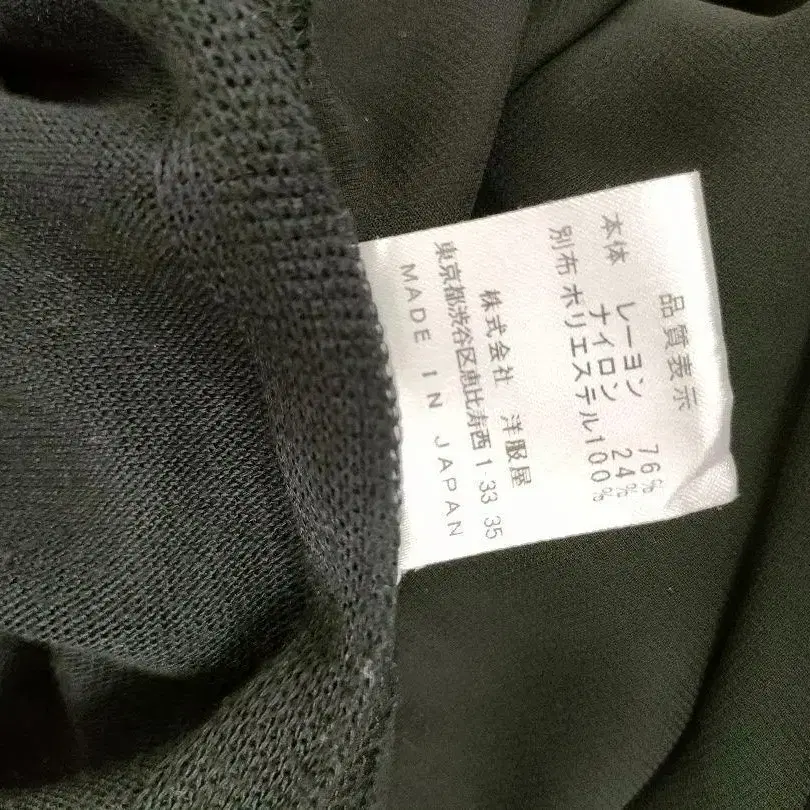 品質表示
本体 レーヨン 76%
ナイロン 24%
別布 ポリエステル100%
株式会社 洋服屋
東京都渋谷区恵比寿西1-33-35
MADE IN JAPAN